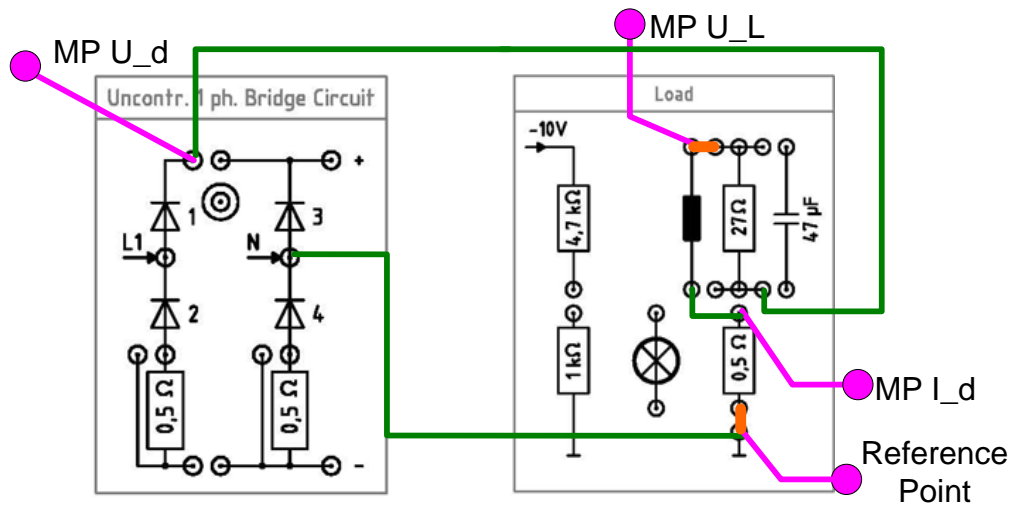 MP U_d
MP U_L
Uncontr. 1 ph. Bridge Circuit
Load
-10V
+
1
3
4,7 kΩ
27Ω
47 µF
L1
N
2
4
0,5 Ω
0,5 Ω
1 kΩ
0,5 Ω
MP I_d
-
Reference
Point